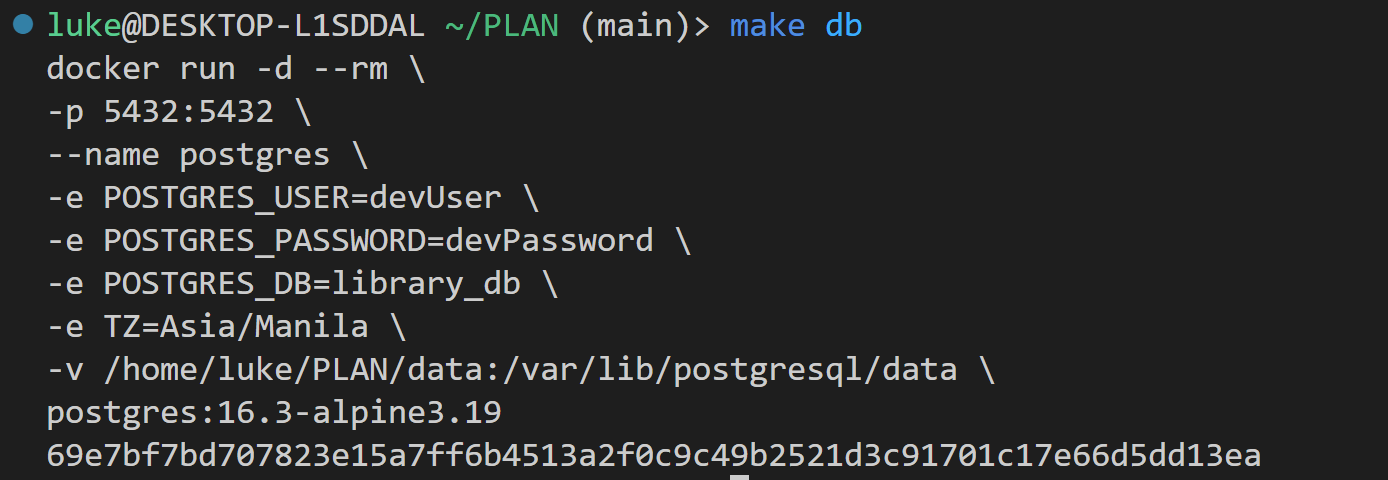 luke@DESKTOP-L1SDDAL ~/PLAN (main)> make db
docker run -d --rm \
-p 5432:5432 \
--name postgres \
-e POSTGRES_USER=devUser \
-e POSTGRES_PASSWORD=devPassword \
-e POSTGRES_DB=library_db \
-e TZ=Asia/Manila \
-v /home/luke/PLAN/data:/var/lib/postgresql/data \
postgres:16.3-alpine3.19
69e7bf7bd707823e15a7ff6b4513a2f0c9c49b2521d3c91701c17e66d5dd13ea